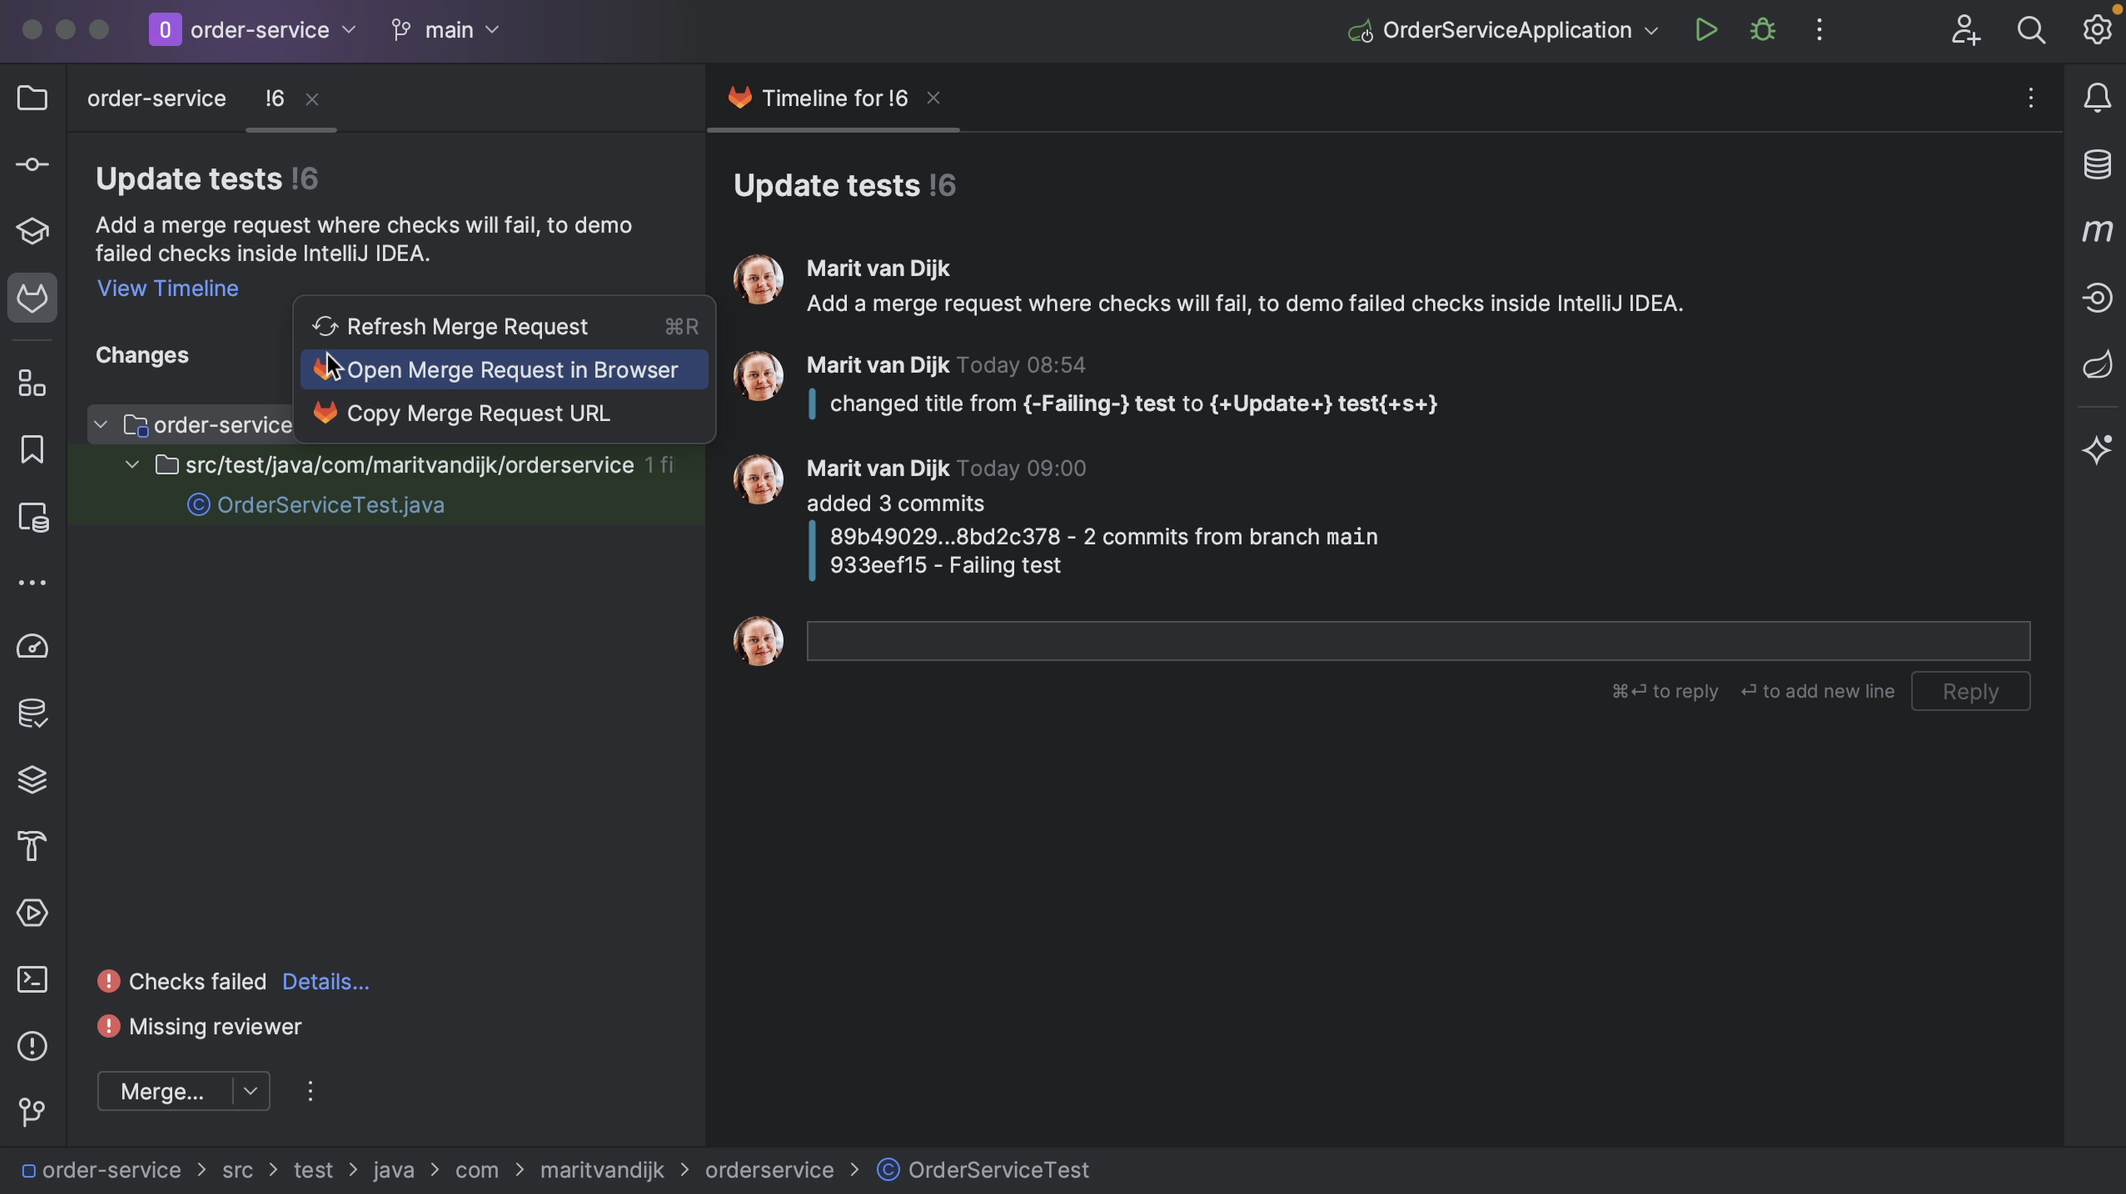 O order-service main OrderServiceApplication
order-service !6
Timeline for !6
Update tests !6
Add a merge request where checks will fail, to demo
failed checks inside IntelliJ IDEA.
View Timeline
Changes
Refresh Merge Request ⌘R
Open Merge Request in Browser
Copy Merge Request URL
order-service
src/test/java/com/maritvandijk/orderservice 1 fi
OrderServiceTest.java
Checks failed Details...
Missing reviewer
Merge...
Update tests !6
Marit van Dijk
Add a merge request where checks will fail, to demo failed checks inside IntelliJ IDEA.
Marit van Dijk Today 08:54
changed title from {-Failing-} test to {+Update+} test{+s+}
Marit van Dijk Today 09:00
added 3 commits
89b49029...8bd2c378 - 2 commits from branch main
933eef15 - Failing test
⌘⏎ to reply ⏎ to add new line Reply
m
order-service > src > test > java > com > maritvandijk > orderservice > C OrderServiceTest